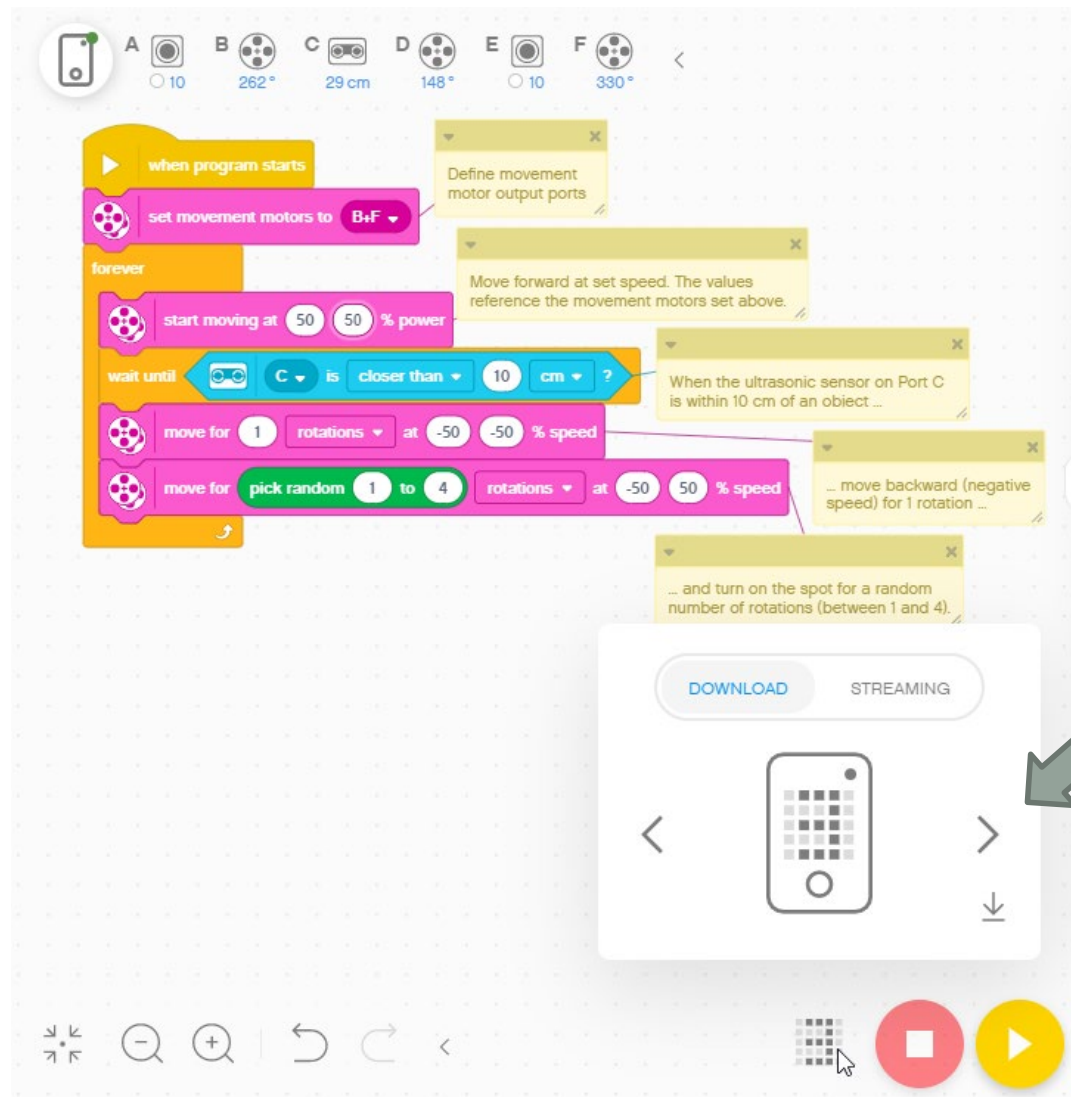 A B C D E F
10 262° 29 cm 148° 10 330°
when program starts
Define movement
motor output ports
set movement motors to B+F
forever
Move forward at set speed. The values
reference the movement motors set above.
start moving at 50 50 % power
wait until C is closer than 10 cm ?
When the ultrasonic sensor on Port C
is within 10 cm of an object ...
move for 1 rotations at -50 -50 % speed
... move backward (negative
speed) for 1 rotation ...
move for pick random 1 to 4 rotations at -50 50 % speed
... and turn on the spot for a random
number of rotations (between 1 and 4).
DOWNLOAD STREAMING
3
3